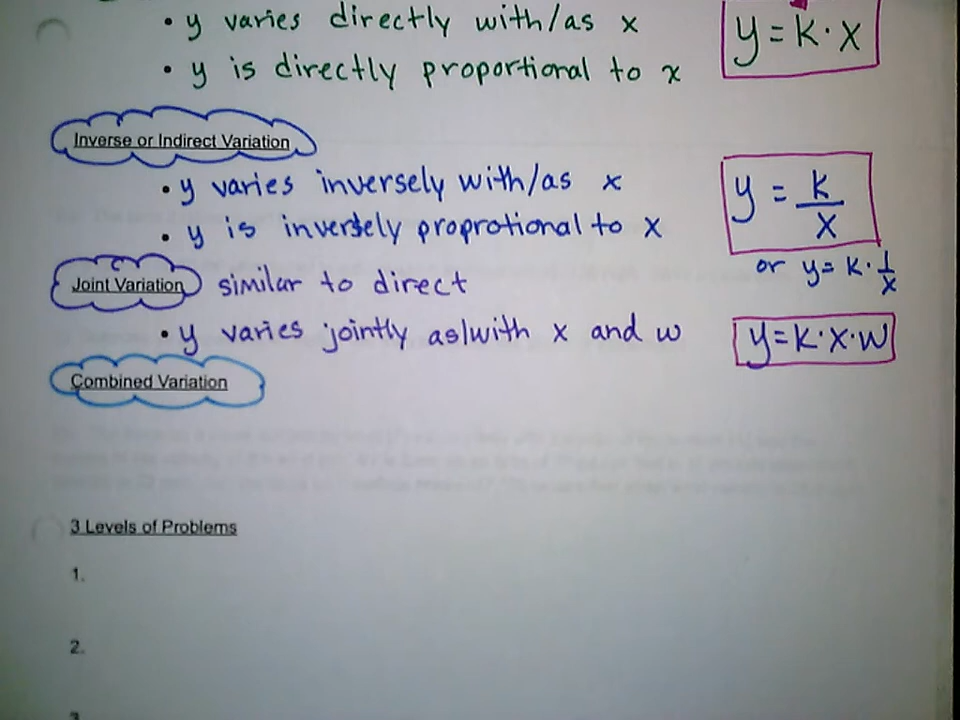 • y varies directly with/as x
y = k · x
• y is directly proportional to x
Inverse or Indirect Variation
• y varies inversely with/as x
y = k/x
• y is inversely proprotional to x
or y = k · 1/x
Joint Variation similar to direct
• y varies jointly as/with x and w
y = k · x · w
Combined Variation
3 Levels of Problems
1.
2.
3